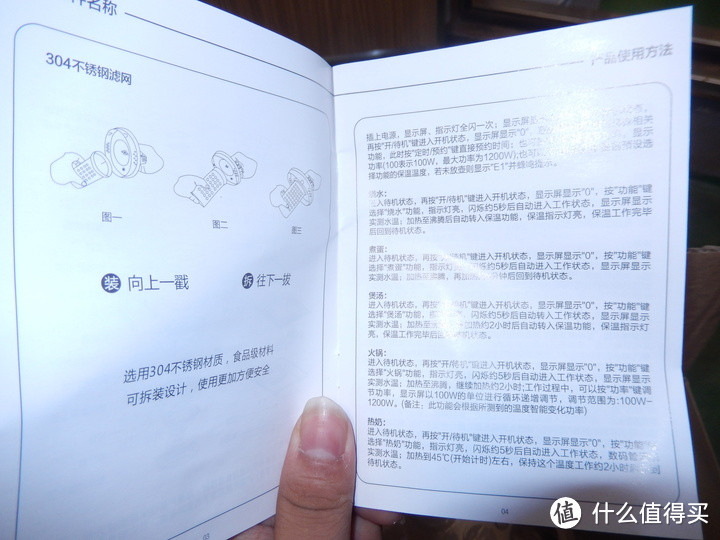 件名称
304不锈钢滤网
图一
图二
图三
装 向上一戳
拆 往下一拔
选用304不锈钢材质，食品级材料
可拆装设计，使用更加方便安全
03
品使用方法
插上电源，显示屏、指示灯全闪一次；显示屏显
再按"开/待机"键进入开机状态，显示屏显示"0"，
功能，此时按"定时/预约"键直接预约时间；也可
功率(100表示100W，最大功率为1200W);也可
择功能的保温温度，若未放壶则显示"E1"并蜂鸣提示。
烧水：
进入待机状态，再按"开/待机"键进入开机状态，显示屏显示"0"，按"功能"键
选择"烧水"功能，指示灯亮，闪烁约5秒后自动进入工作状态，显示屏显示
实测水温；加热至沸腾后自动转入保温功能，保温指示灯亮，保温工作完毕
后回到待机状态。
煮蛋：
进入待机状态，再按"开/待机"键进入开机状态，显示屏显示"0"，按"功能"键
选择"煮蛋"功能，指示灯亮，闪烁约5秒后自动进入工作状态，显示屏显示
实测水温；加热至沸腾，再 钟后回到待机状态。
煲汤：
进入待机状态，再按"开/待机"键进入开机状态，显示屏显示"0"，按"功能"键
选择"煲汤"功能，指示灯亮，闪烁约5秒后自动进入工作状态，显示屏显示
实测水温；加热至沸 加热约2小时后自动转入保温功能，保温指示灯
亮，保温工作完毕后回 机状态。
火锅：
进入待机状态，再按"开/待机"键进入开机状态，显示屏显示"0"，按"功能"键
选择"火锅"功能，指示灯亮，闪烁约5秒后自动进入工作状态，显示屏显示
实测水温；加热至沸腾，继续加热约2小时;工作过程中，可以按"功率"键调
节功率，显示屏以100W的单位进行循环递增调节，调节范围为:100W~
1200W。(备注：此功能会根据所测到的温度智能变化功率)
热奶：
进入待机状态，再按"开/待机"键进入开机状态，显示屏显示"0"，按"功能"键
选择"热奶"功能，指示灯亮，闪烁约5秒后自动进入工作状态，数码管
实测水温；加热到45℃(开始计时)左右，保持这个温度工作约2小时 到
待机状态。
04
值 什么值得买